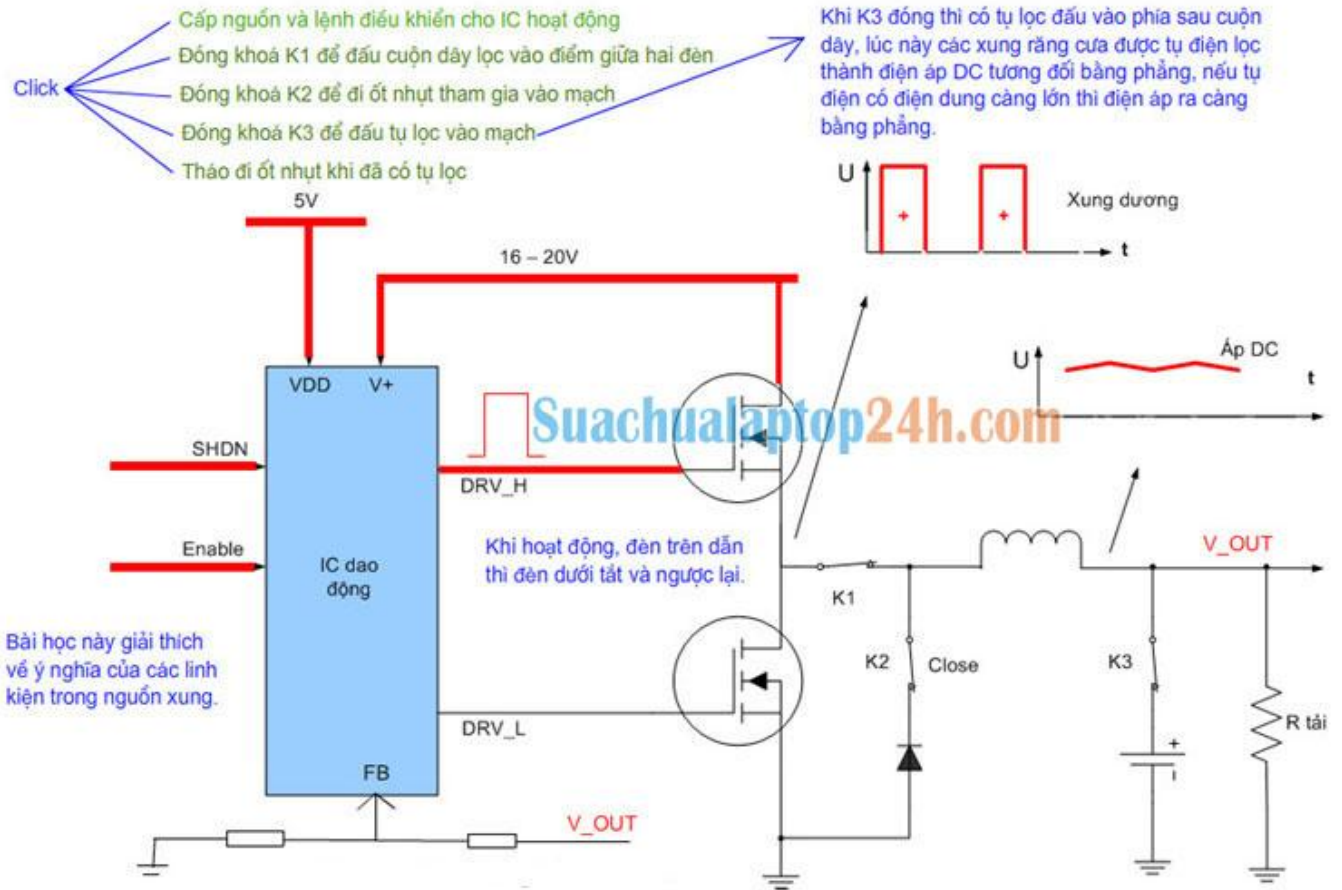 Click
Cấp nguồn và lệnh điều khiển cho IC hoạt động
Đóng khoá K1 để đấu cuộn dây lọc vào điểm giữa hai đèn
Đóng khoá K2 để đi ốt nhụt tham gia vào mạch
Đóng khoá K3 để đấu tụ lọc vào mạch
Tháo đi ốt nhụt khi đã có tụ lọc
Khi K3 đóng thì có tụ lọc đấu vào phía sau cuộn
dây, lúc này các xung răng cưa được tụ điện lọc
thành điện áp DC tương đối bằng phẳng, nếu tụ
điện có điện dung càng lớn thì điện áp ra càng
bằng phẳng.
U
+
+
Xung dương
t
5V
16 – 20V
U
Áp DC
t
VDD
V+
Suachualaptop24h.com
SHDN
DRV_H
Enable
IC dao
động
Khi hoạt động, đèn trên dẫn
thì đèn dưới tắt và ngược lại.
K1
V_OUT
Bài học này giải thích
về ý nghĩa của các linh
kiện trong nguồn xung.
K2
Close
K3
R tải
DRV_L
+
–
FB
V_OUT